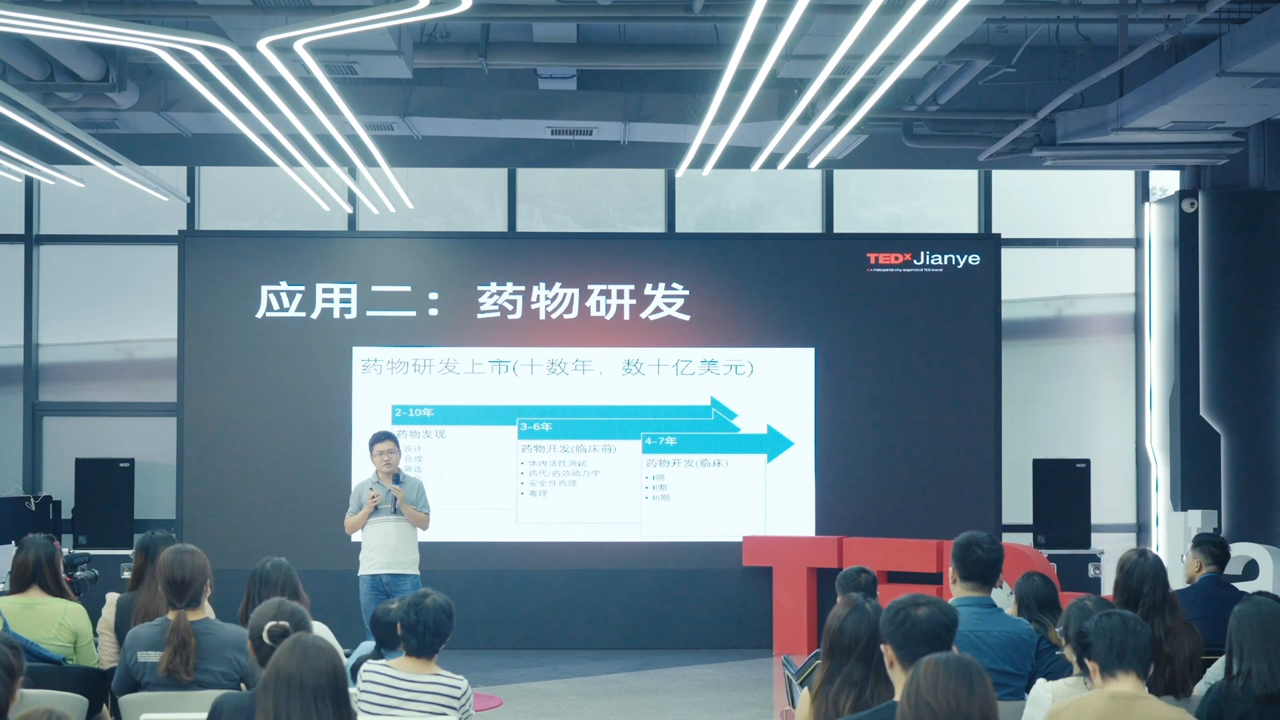 TEDxJianye
应用二：药物研发
药物研发上市(十数年，数十亿美元)
2-10年
药物发现
设计
合成
筛选
3-6年
药物开发(临床前)
• 体内活性测试
• 药代/药效动力学
• 安全性药理
• 毒理
4-7年
药物开发(临床)
• I期
• II期
• III期
TED
a